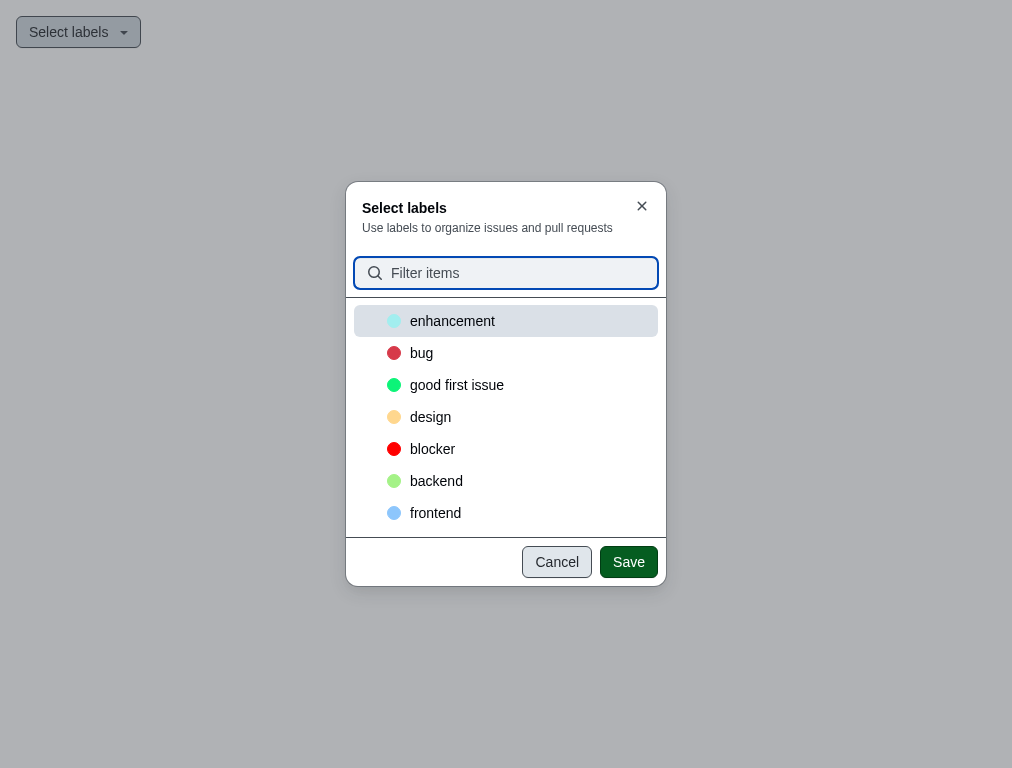 Select labels
Select labels
Use labels to organize issues and pull requests
Filter items
enhancement
bug
good first issue
design
blocker
backend
frontend
Cancel Save